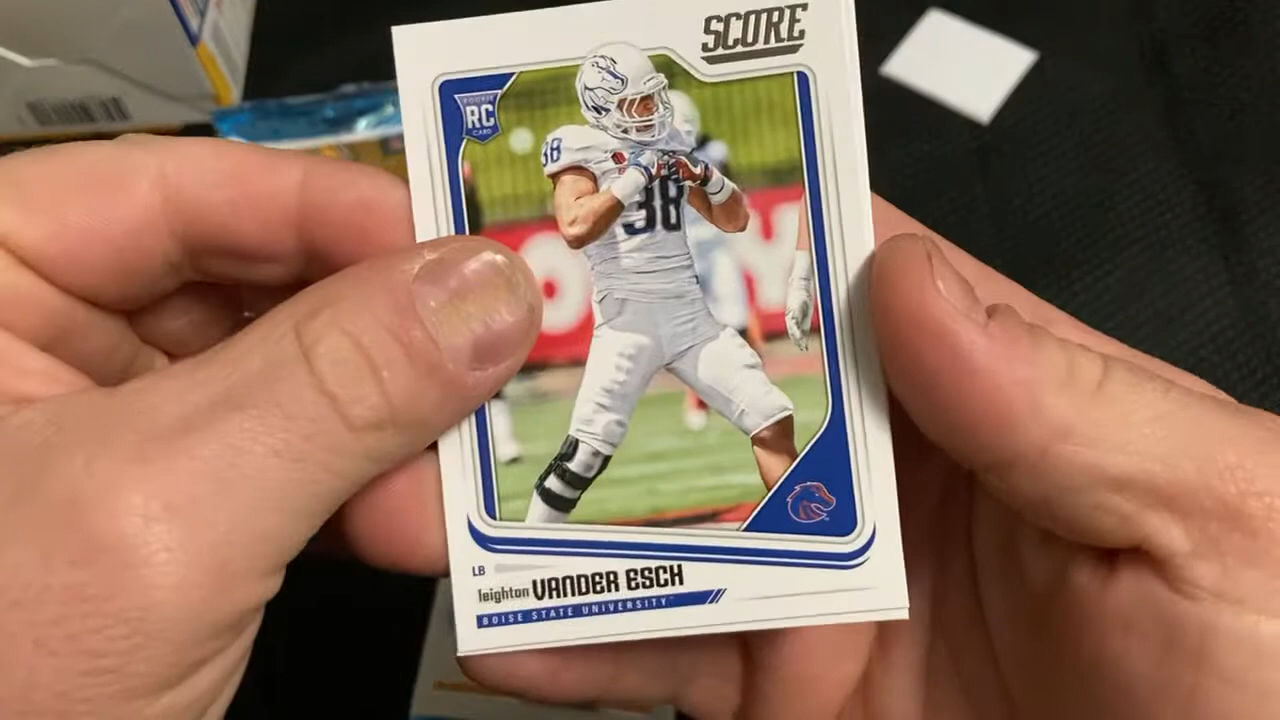 SCORE
ROOKIE
RC
CARD
38
38
LB
leighton VANDER ESCH
BOISE STATE UNIVERSITY